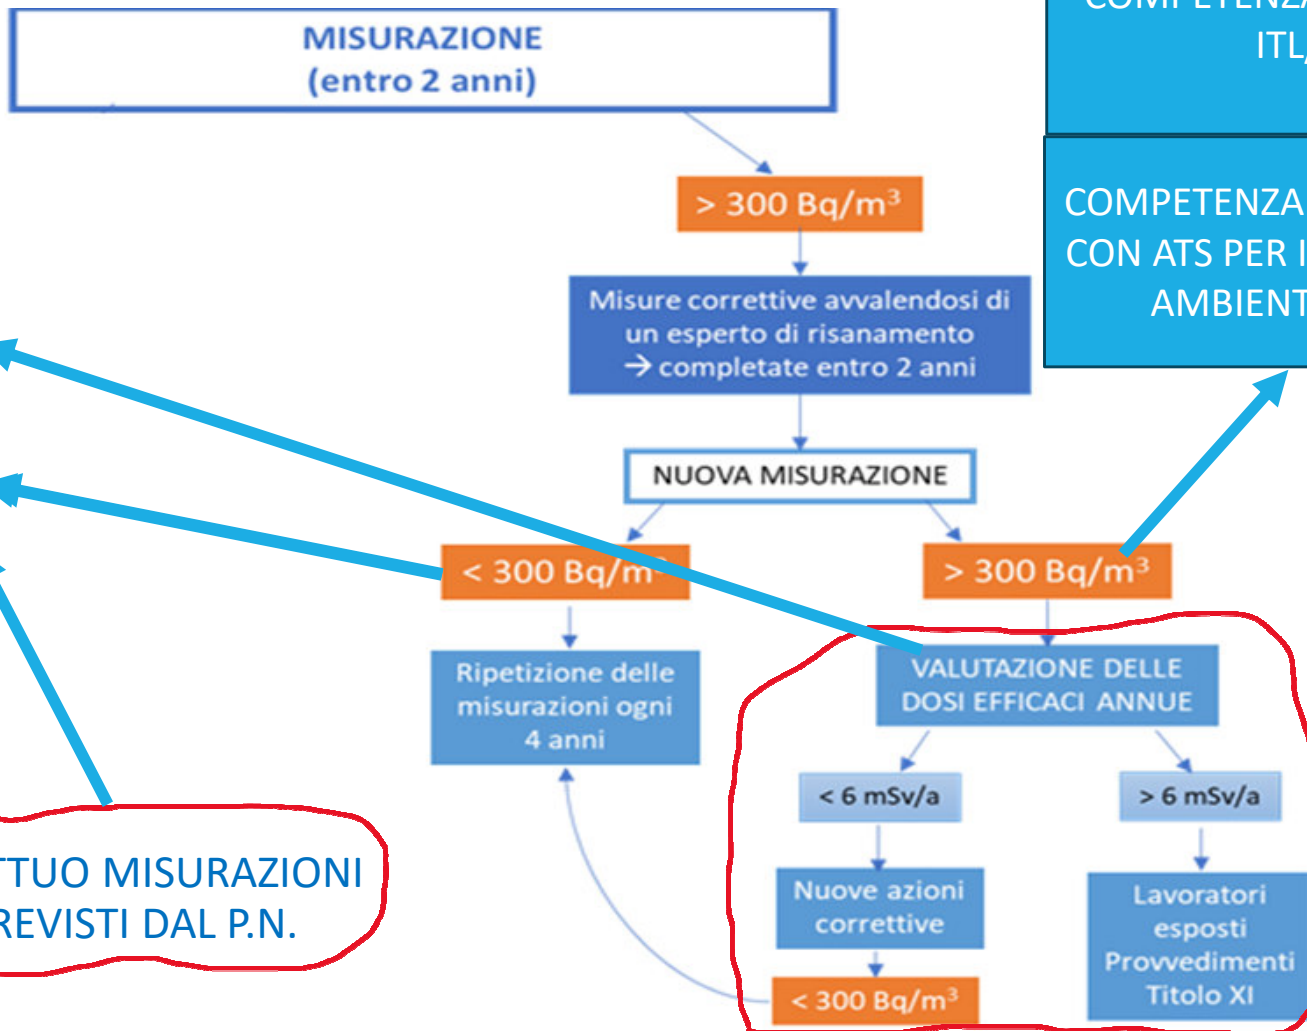 MISURAZIONE
(entro 2 anni)
ITL,
COMPETENZA
CON ATS PER
> 300 Bq/m³
Misure correttive avvalendosi di
un esperto di risanamento
→ completate entro 2 anni
NUOVA MISURAZIONE
< 300 Bq/m³
> 300 Bq/m³
Ripetizione delle
misurazioni ogni
4 anni
VALUTAZIONE DELLE
DOSI EFFICACI ANNUE
< 6 mSv/a
> 6 mSv/a
Nuove azioni
correttive
Lavoratori
esposti
Provvedimenti
Titolo XI
< 300 Bq/m³
TTUO MISURAZIONI
REVISTI DAL P.N.